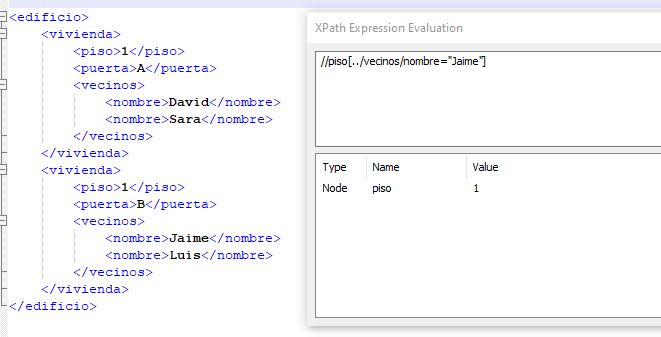 <edificio>
<vivienda>
<piso>1</piso>
<puerta>A</puerta>
<vecinos>
<nombre>David</nombre>
<nombre>Sara</nombre>
</vecinos>
</vivienda>
<vivienda>
<piso>1</piso>
<puerta>B</puerta>
<vecinos>
<nombre>Jaime</nombre>
<nombre>Luis</nombre>
</vecinos>
</vivienda>
</edificio>
XPath Expression Evaluation
//piso[../vecinos/nombre="Jaime"]
Type Name Value
Node piso 1